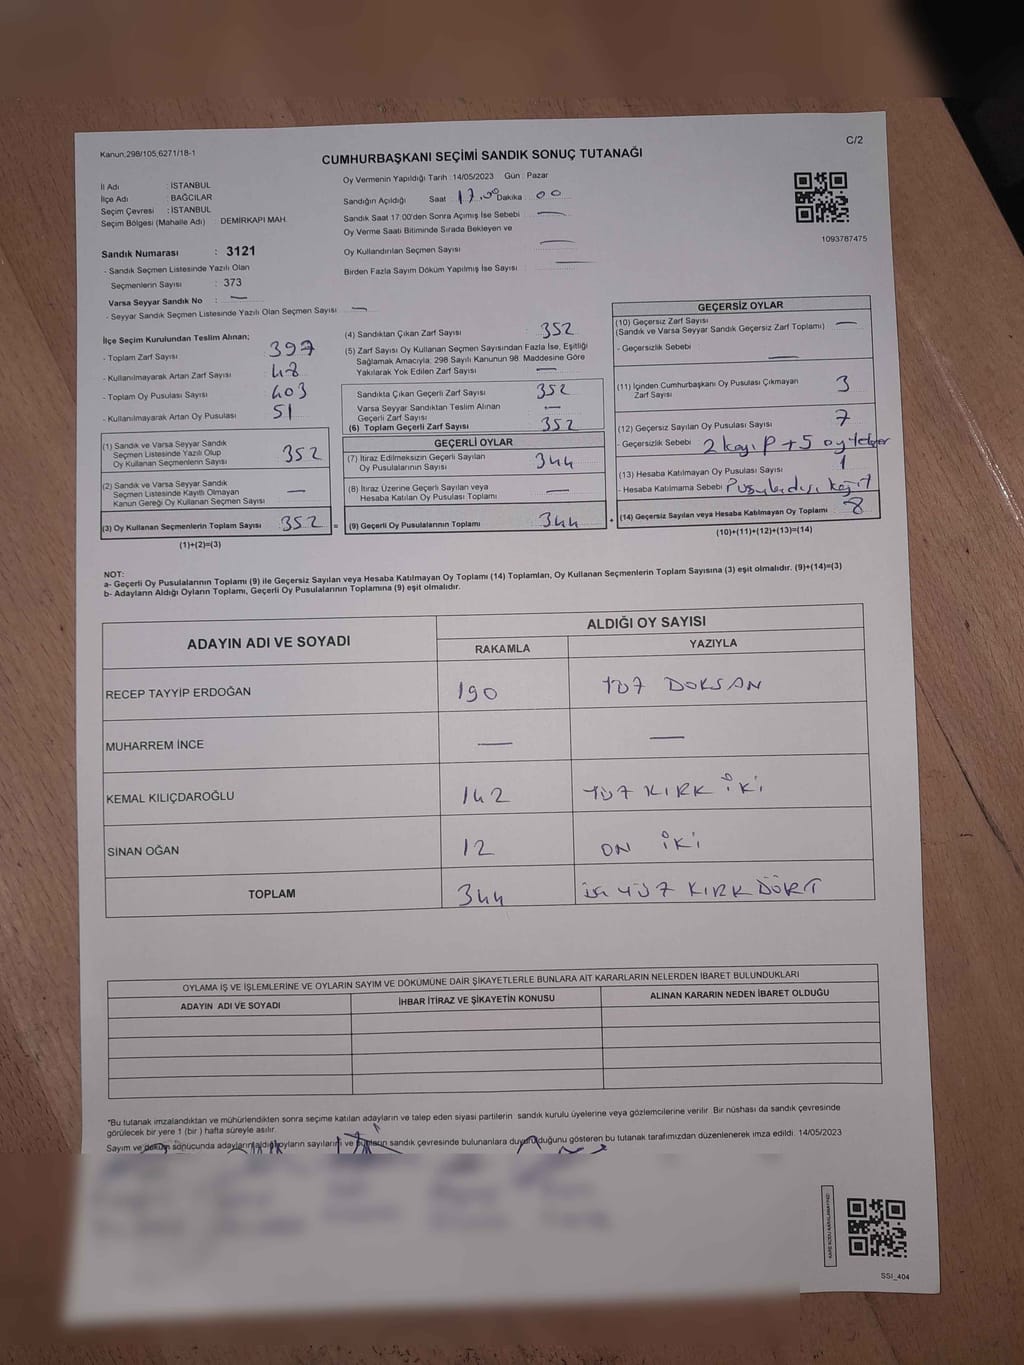 Kanun,298/105,6271/18-1
C/2
CUMHURBAŞKANI SEÇİMİ SANDIK SONUÇ TUTANAĞI
İl Adı : İSTANBUL
İlçe Adı : BAĞCILAR
Seçim Çevresi : İSTANBUL
Seçim Bölgesi (Mahalle Adı) DEMİRKAPI MAH.
Sandık Numarası : 3121
- Sandık Seçmen Listesinde Yazılı Olan
Seçmenlerin Sayısı : 373
Varsa Seyyar Sandık No : —
- Seyyar Sandık Seçmen Listesinde Yazılı Olan Seçmen Sayısı : —
Oy Vermenin Yapıldığı Tarih :14/05/2023 Gün : Pazar
Sandığın Açıldığı Saat : 17.00 Dakika : 00
Sandık Saat 17:00'den Sonra Açımış İse Sebebi : —
Oy Verme Saati Bitiminde Sırada Bekleyen ve
Oy Kullandırılan Seçmen Sayısı : —
Birden Fazla Sayım Döküm Yapılmış İse Sayısı : —
1093767475
İlçe Seçim Kurulundan Teslim Alınan;
- Toplam Zarf Sayısı : 397
- Kullanılmayarak Artan Zarf Sayısı : 48
- Toplam Oy Pusulası Sayısı : 403
- Kullanılmayarak Artan Oy Pusulası : 51
(1) Sandık ve Varsa Seyyar Sandık
Seçmen Listesinde Yazılı Olup
Oy Kullanan Seçmenlerin Sayısı : 352
(2) Sandık ve Varsa Seyyar Sandık
Seçmen Listesinde Kayıtlı Olmayan
Kanun Gereği Oy Kullanan Seçmen Sayısı : —
(3) Oy Kullanan Seçmenlerin Toplam Sayısı : 352 =
(1)+(2)=(3)
(4) Sandıktan Çıkan Zarf Sayısı : 352
(5) Zarf Sayısı Oy Kullanan Seçmen Sayısından Fazla İse, Eşitliği
Sağlamak Amacıyla; 298 Sayılı Kanunun 98. Maddesine Göre
Yakılarak Yok Edilen Zarf Sayısı : —
Sandıkta Çıkan Geçerli Zarf Sayısı : 352
Varsa Seyyar Sandıktan Teslim Alınan
Geçerli Zarf Sayısı : —
(6) Toplam Geçerli Zarf Sayısı : 352
GEÇERLİ OYLAR
(7) İtiraz Edilmeksizin Geçerli Sayılan
Oy Pusulalarının Sayısı : 344
(8) İtiraz Üzerine Geçerli Sayılan veya
Hesaba Katılan Oy Pusulası Toplamı : —
(9) Geçerli Oy Pusulalarının Toplamı : 344 +
GEÇERSİZ OYLAR
(10) Geçersiz Zarf Sayısı : —
(Sandık ve Varsa Seyyar Sandık Geçersiz Zarf Toplamı)
- Geçersizlik Sebebi : —
(11) İçinden Cumhurbaşkanı Oy Pusulası Çıkmayan
Zarf Sayısı : 3
(12) Geçersiz Sayılan Oy Pusulası Sayısı : 7
- Geçersizlik Sebebi : 2 kayıp +5 oy
(13) Hesaba Katılmayan Oy Pusulası Sayısı : 1
- Hesaba Katılmama Sebebi : kağıt
(14) Geçersiz Sayılan veya Hesaba Katılmayan Oy Toplamı : 8
(10)+(11)+(12)+(13)=(14)
NOT:
a- Geçerli Oy Pusulalarının Toplamı (9) ile Geçersiz Sayılan veya Hesaba Katılmayan Oy Toplamı (14) Toplamları, Oy Kullanan Seçmenlerin Toplam Sayısına (3) eşit olmalıdır. (9)+(14)=(3)
b- Adayların Aldığı Oyların Toplamı, Geçerli Oy Pusulalarının Toplamına (9) eşit olmalıdır.
ADAYIN ADI VE SOYADI
ALDIĞI OY SAYISI
RAKAMLA YAZIYLA
RECEP TAYYİP ERDOĞAN 190 YÜZ DOKSAN
MUHARREM İNCE — —
KEMAL KILIÇDAROĞLU 142 YÜZ KIRK İKİ
SİNAN OĞAN 12 ON İKİ
TOPLAM 344 üç YÜZ KIRK DÖRT
OYLAMA İŞ VE İŞLEMLERİNE VE OYLARIN SAYIM VE DÖKÜMÜNE DAİR ŞİKAYETLERLE BUNLARA AİT KARARLARIN NELERDEN İBARET BULUNDUKLARI
ADAYIN ADI VE SOYADI İHBAR İTİRAZ VE ŞİKAYETİN KONUSU ALINAN KARARIN NEDEN İBARET OLDUĞU
*Bu tutanak imzalandıktan ve mühürlendikten sonra seçime katılan adayların ve talep eden siyasi partilerin sandık kurulu üyelerine veya gözlemcilerine verilir. Bir nüshası da sandık çevresinde
görülecek bir yere 1 (bir ) hafta süreyle asılır.
Sayım ve döküm sonucunda adayların aldığı oyların sayılarını ve bunların sandık çevresinde bulunanlara duyurulduğunu gösteren bu tutanak tarafımızdan düzenlenerek imza edildi. 14/05/2023
SSI_404